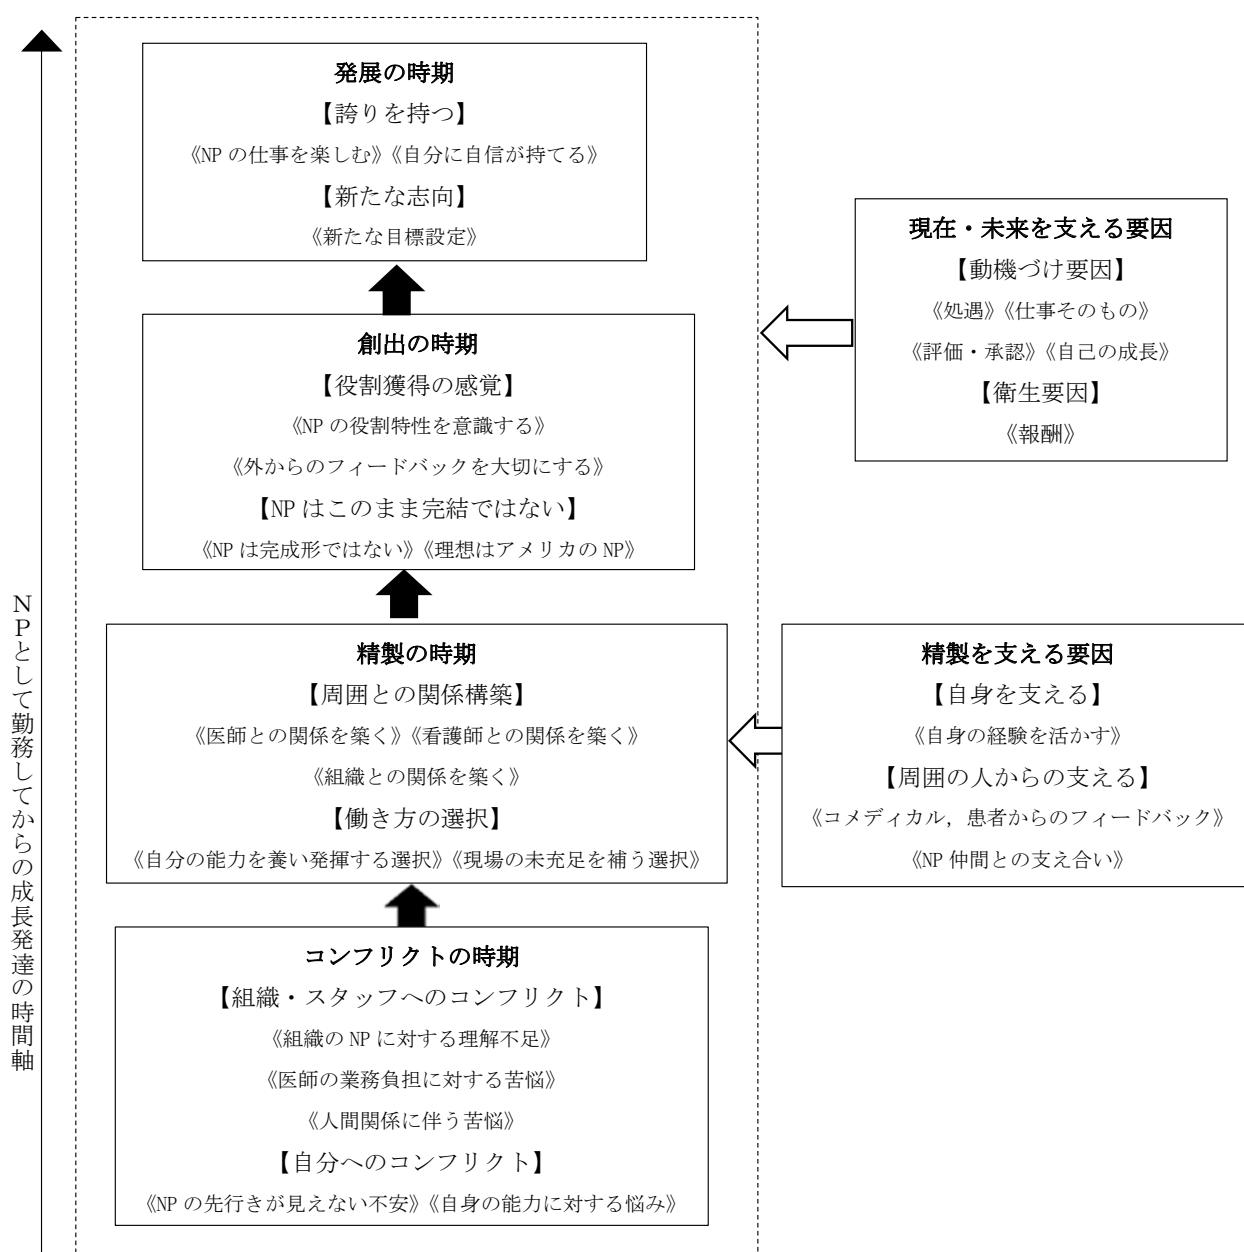 発展の時期
【誇りを持つ】
《NP の仕事を楽しむ》《自分に自信が持てる》
【新たな志向】
《新たな目標設定》
創出の時期
【役割獲得の感覚】
《NP の役割特性を意識する》
《外からのフィードバックを大切にする》
【NP はこのまま完結ではない】
《NP は完成形ではない》《理想はアメリカの NP》
精製の時期
【周囲との関係構築】
《医師との関係を築く》《看護師との関係を築く》
《組織との関係を築く》
【働き方の選択】
《自分の能力を養い発揮する選択》《現場の未充足を補う選択》
コンフリクトの時期
【組織・スタッフへのコンフリクト】
《組織の NP に対する理解不足》
《医師の業務負担に対する苦悩》
《人間関係に伴う苦悩》
【自分へのコンフリクト】
《NP の先行きが見えない不安》《自身の能力に対する悩み》
現在・未来を支える要因
【動機づけ要因】
《処遇》《仕事そのもの》
《評価・承認》《自己の成長》
【衛生要因】
《報酬》
精製を支える要因
【自身を支える】
《自身の経験を活かす》
【周囲の人からの支える】
《コメディカル，患者からのフィードバック》
《NP 仲間との支え合い》
ＮＰとして勤務してからの成長発達の時間軸